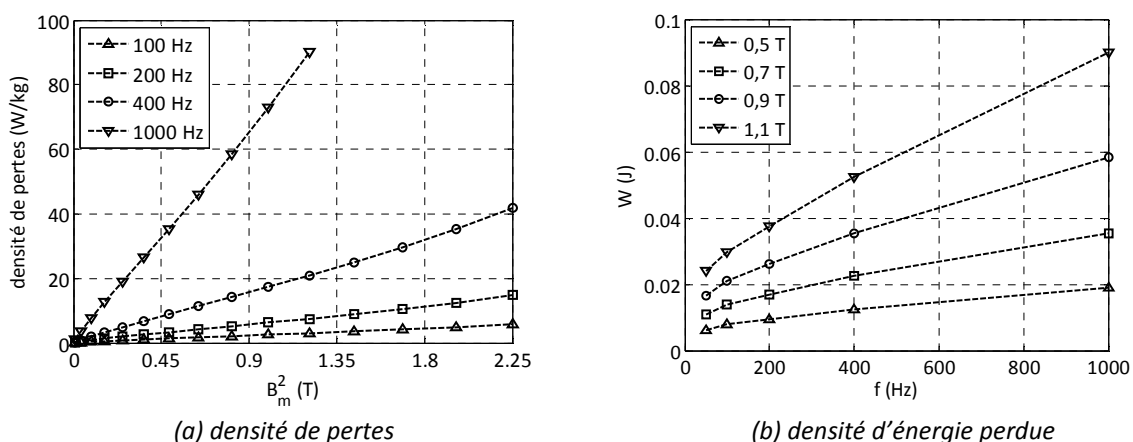 densité de pertes (W/kg)
100
80
60
40
20
0
100 Hz
200 Hz
400 Hz
1000 Hz
0 0.45 0.9 1.35 1.8 2.25
B_m^2 (T)
(a) densité de pertes
W (J)
0.1
0.08
0.06
0.04
0.02
0
0,5 T
0,7 T
0,9 T
1,1 T
0 200 400 600 800 1000
f (Hz)
(b) densité d'énergie perdue